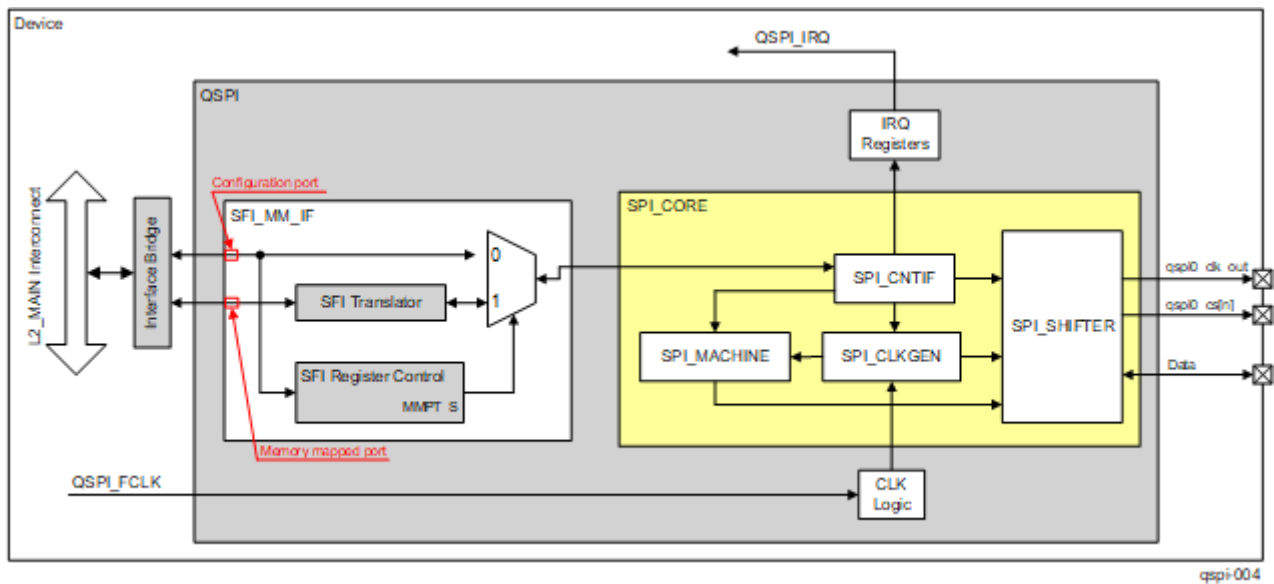 Device
QSPI_IRQ
QSPI
IRQ
Registers
Configuration port
SFI_MM_IF
SPI_CORE
L2_MAIN Interconnect
Interface Bridge
0
SPI_CNTIF
qspi0_clk_out
1
SFI Translator
qspi0_cs[n]
SPI_SHIFTER
SPI_MACHINE
SPI_CLKGEN
Data
SFI Register Control
MMPT_S
Memory mapped port
QSPI_FCLK
CLK
Logic
qspi-004